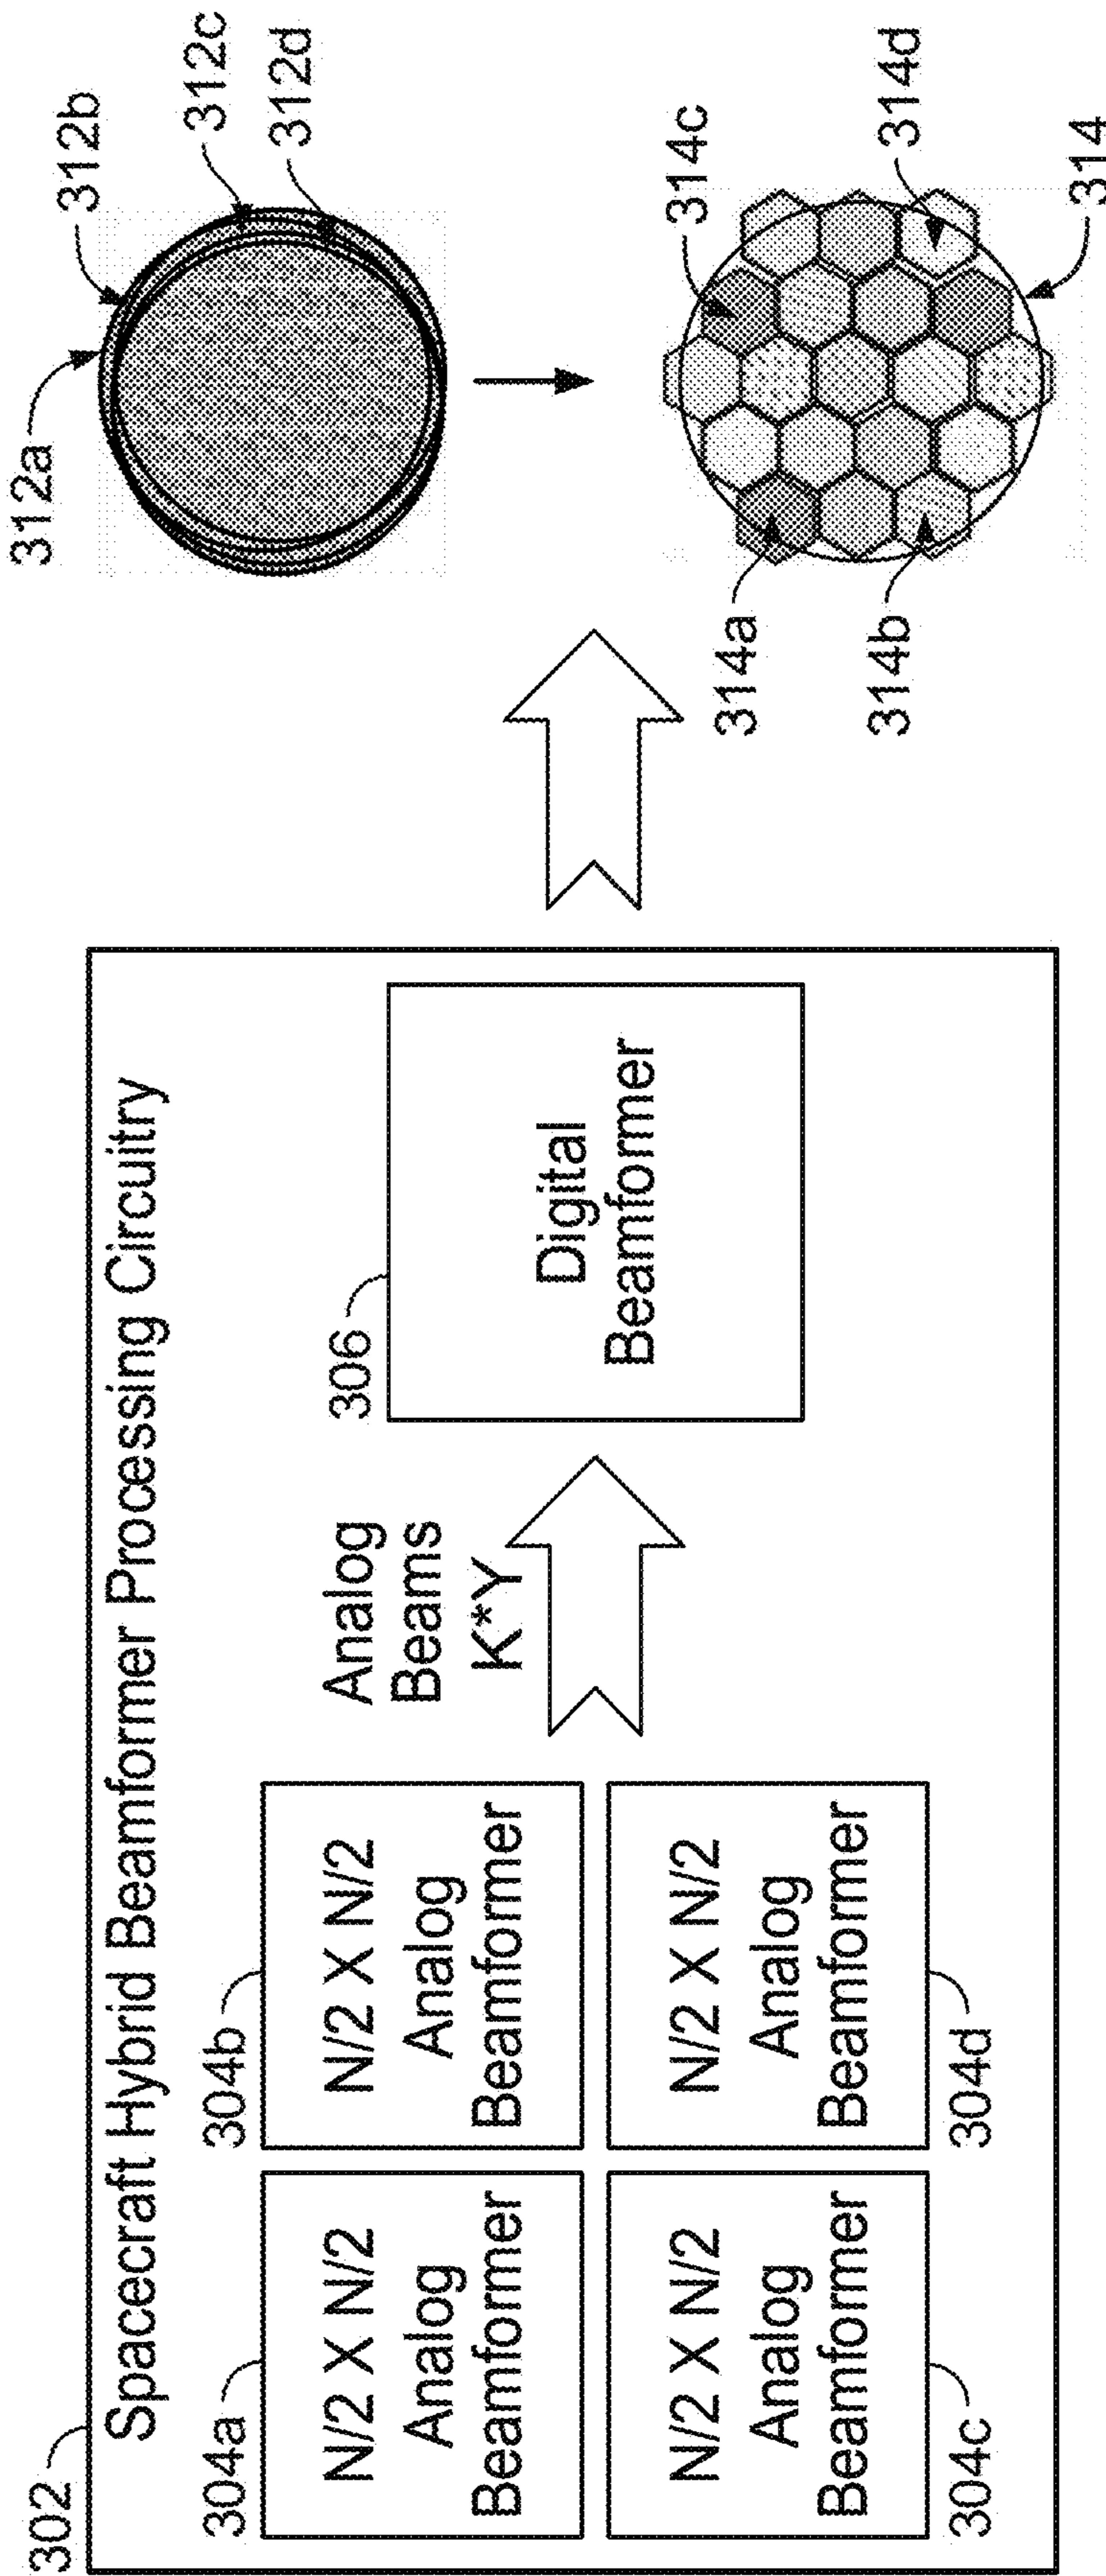 302
Spacecraft Hybrid Beamformer Processing Circuitry
304a
N/2 X N/2
Analog
Beamformer
304b
N/2 X N/2
Analog
Beamformer
N/2 X N/2
Analog
Beamformer
304c
N/2 X N/2
Analog
Beamformer
304d
Analog
Beams
K*Y
306
Digital
Beamformer
312a
312b
312c
312d
314a
314b
314c
314d
314